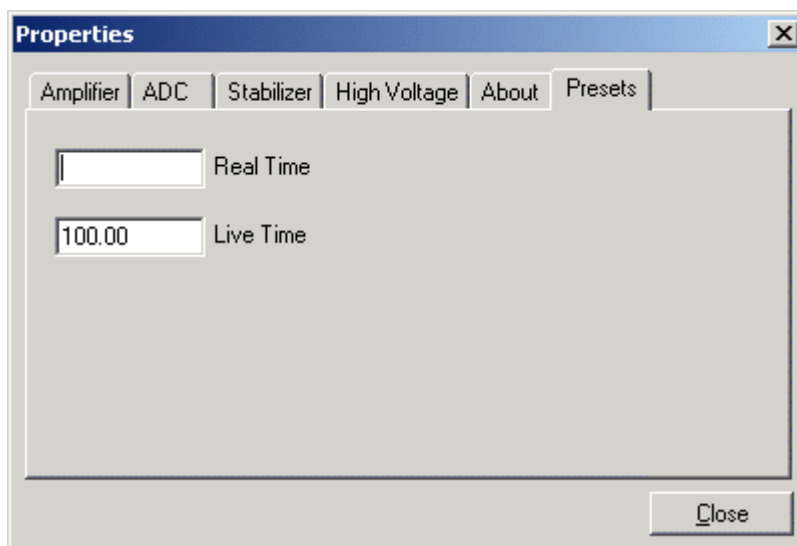 Properties
Amplifier ADC Stabilizer High Voltage About Presets
Real Time
100.00 Live Time
Close